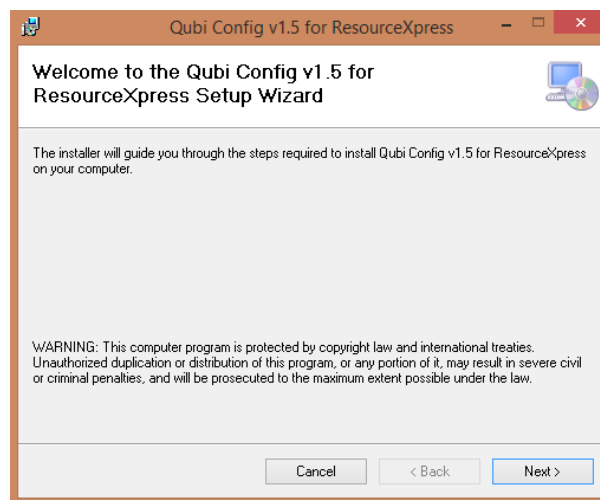 Qubi Config v1.5 for ResourceXpress
Welcome to the Qubi Config v1.5 for
ResourceXpress Setup Wizard
The installer will guide you through the steps required to install Qubi Config v1.5 for ResourceXpress
on your computer.
WARNING: This computer program is protected by copyright law and international treaties.
Unauthorized duplication or distribution of this program, or any portion of it, may result in severe civil
or criminal penalties, and will be prosecuted to the maximum extent possible under the law.
Cancel
< Back
Next >